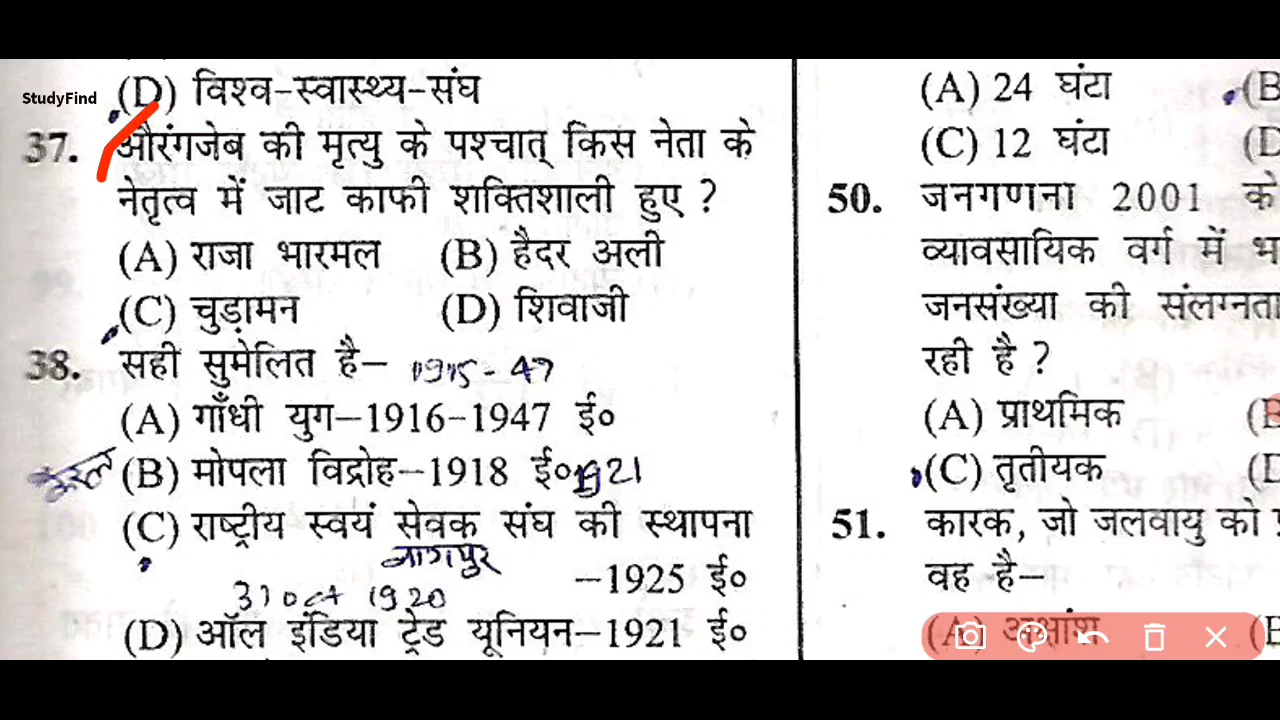 StudyFind
(D) विश्व-स्वास्थ्य-संघ
37. औरंगजेब की मृत्यु के पश्चात् किस नेता के
नेतृत्व में जाट काफी शक्तिशाली हुए ?
(A) राजा भारमल (B) हैदर अली
(C) चुड़ामन (D) शिवाजी
38. सही सुमेलित है– 1915-47
(A) गाँधी युग–1916-1947 ई०
(B) मोपला विद्रोह–1918 ई० 1921
(C) राष्ट्रीय स्वयं सेवक संघ की स्थापना
नागपुर
–1925 ई०
31 oct 1920
(D) ऑल इंडिया ट्रेड यूनियन–1921 ई०
(A) 24 घंटा (B
(C) 12 घंटा (D
50. जनगणना 2001 के
व्यावसायिक वर्ग में भ
जनसंख्या की संलग्नता
रही है ?
(A) प्राथमिक (B
(C) तृतीयक (D
51. कारक, जो जलवायु को
वह है–
(A) अक्षांश (B